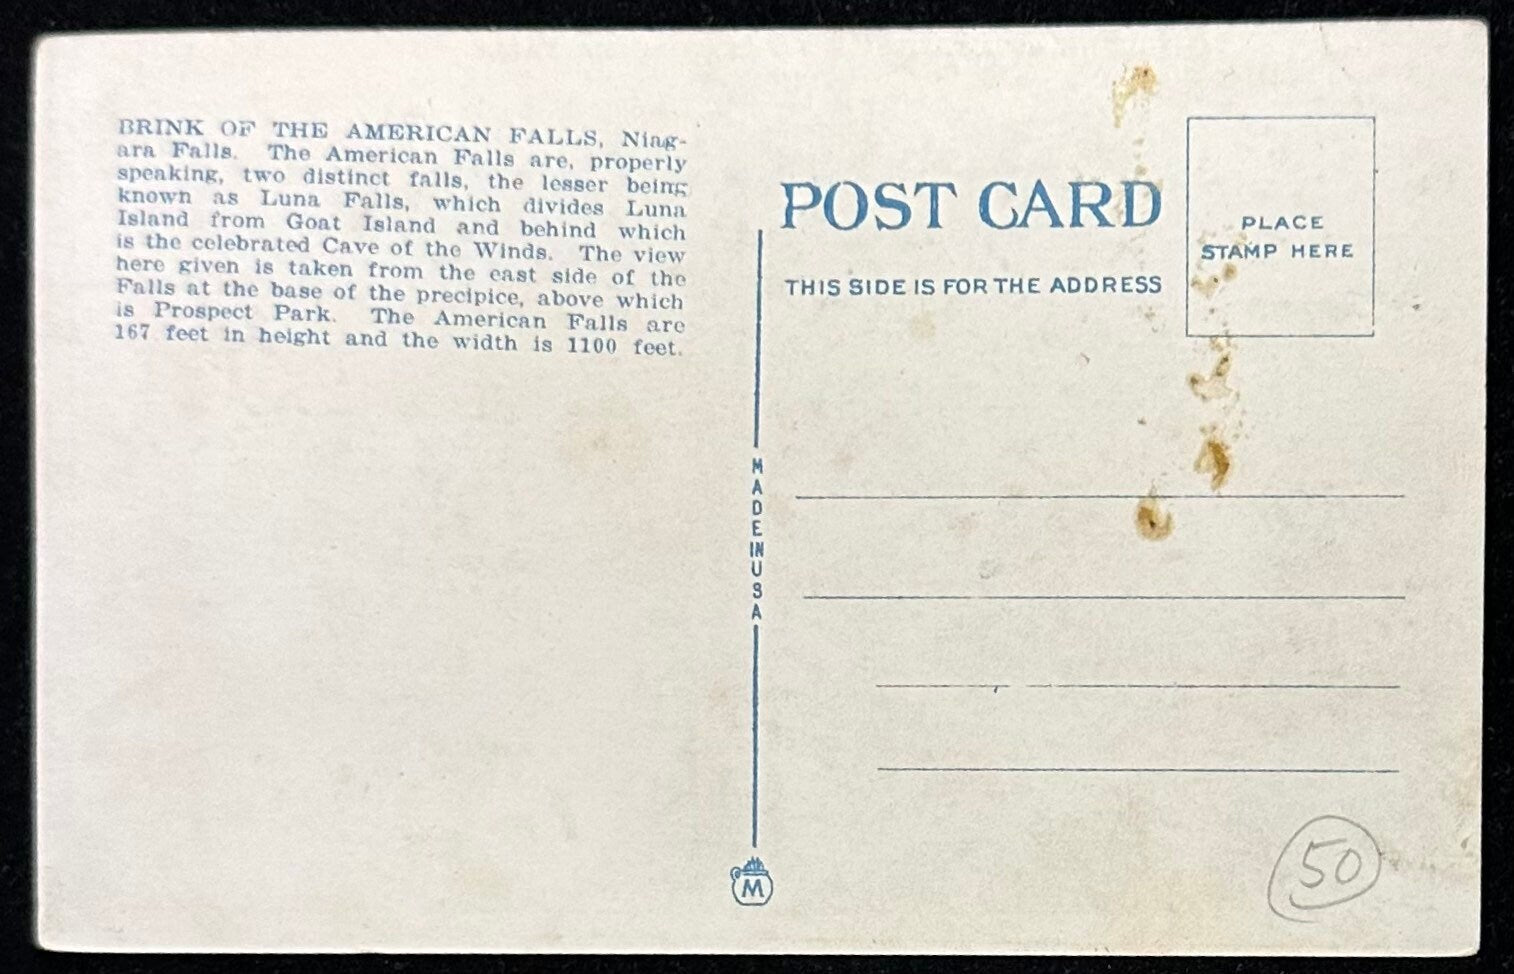 BRINK OF THE AMERICAN FALLS, Niag-
ara Falls. The American Falls are, properly
speaking, two distinct falls, the lesser being
known as Luna Falls, which divides Luna
Island from Goat Island and behind which
is the celebrated Cave of the Winds. The view
here given is taken from the east side of the
Falls at the base of the precipice, above which
is Prospect Park. The American Falls are
167 feet in height and the width is 1100 feet.
POST CARD
THIS SIDE IS FOR THE ADDRESS
PLACE
STAMP HERE
MADE IN USA
M
50